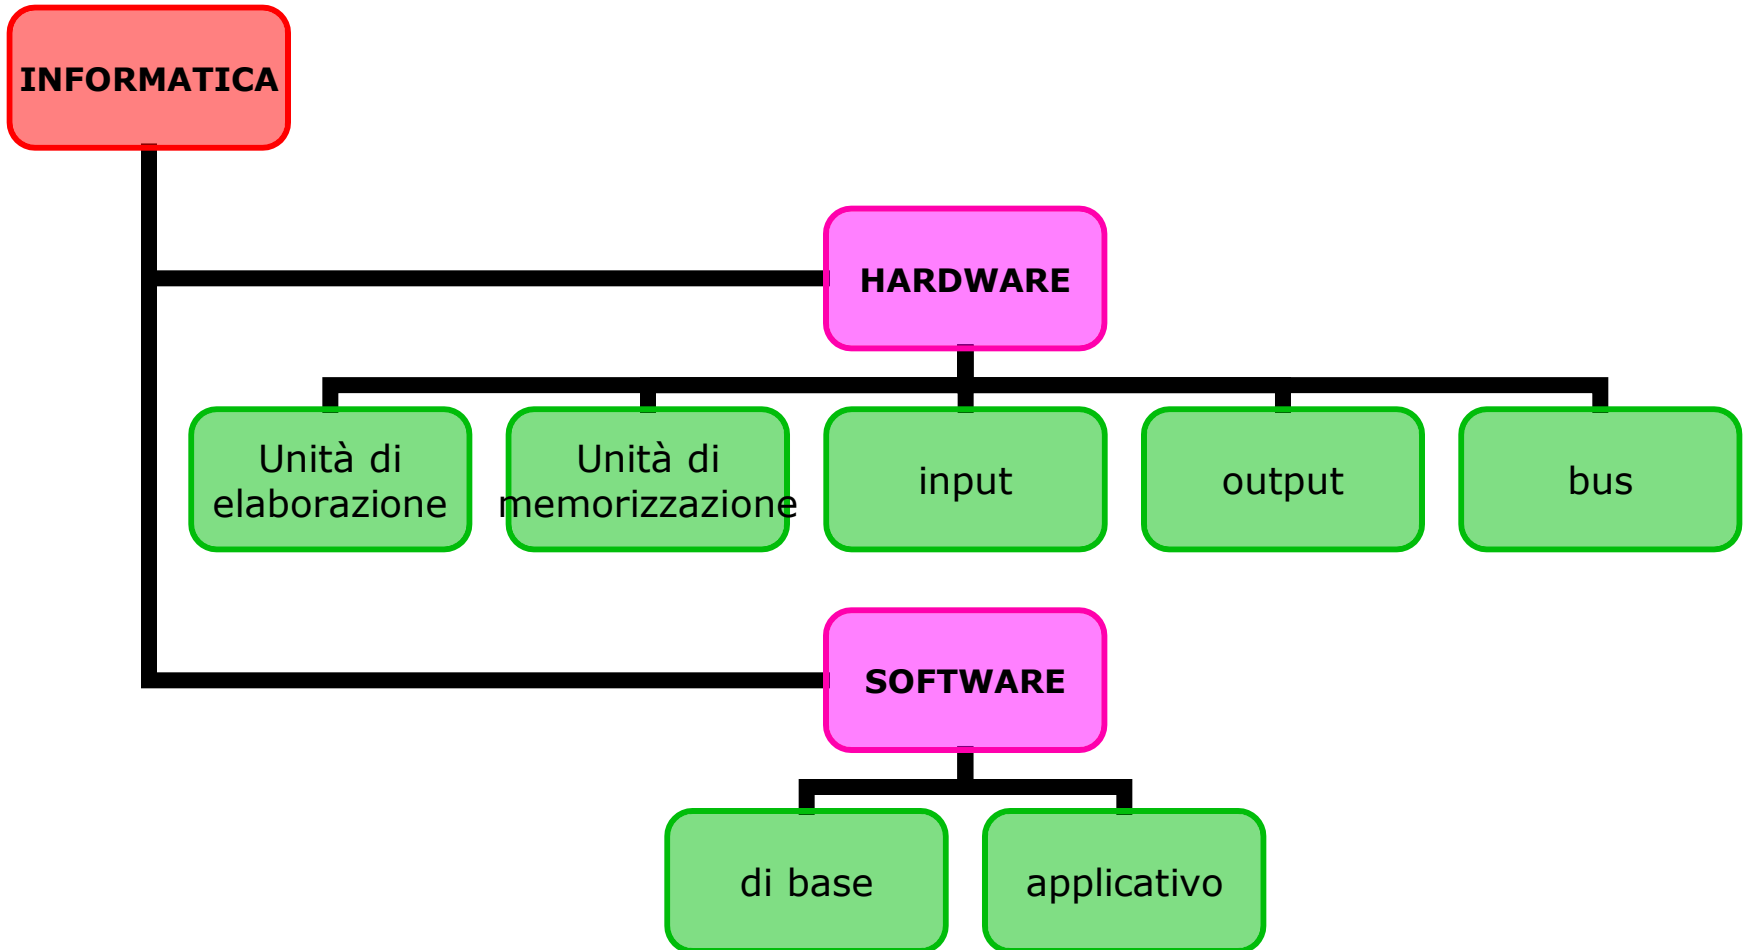 INFORMATICA
HARDWARE
Unità di
elaborazione
Unità di
memorizzazione
input
output
bus
SOFTWARE
di base
applicativo